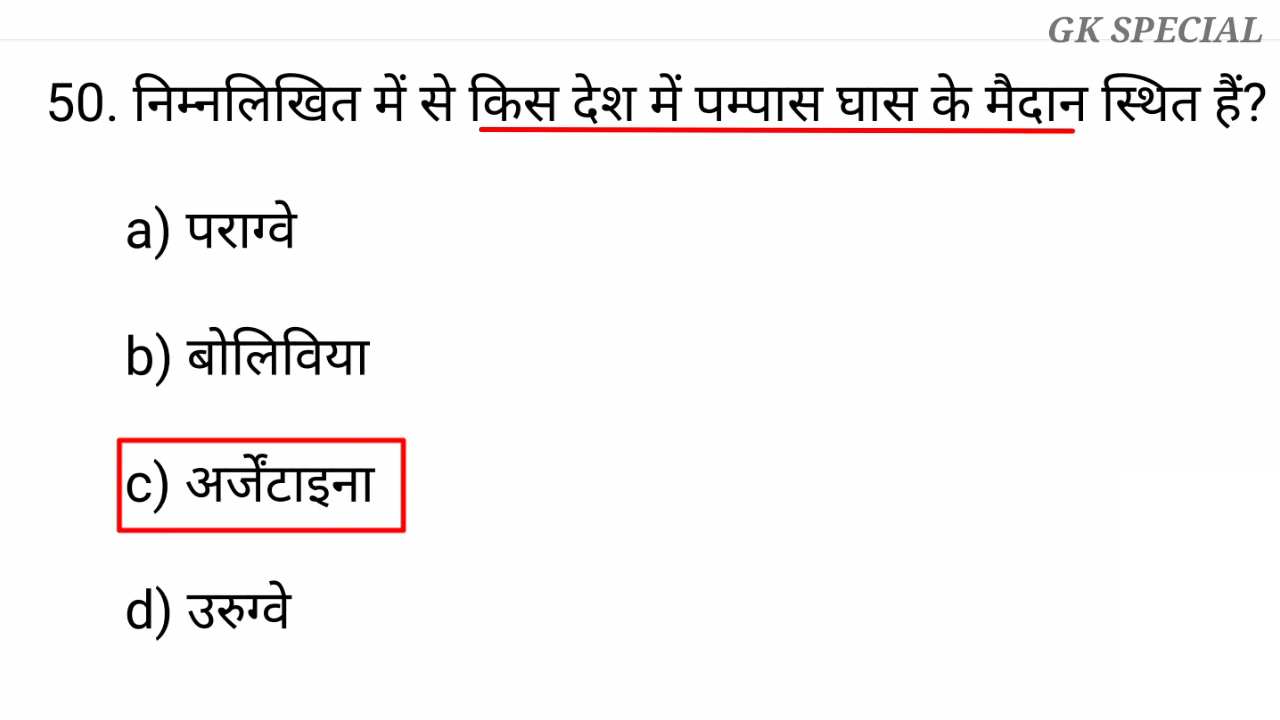 GK SPECIAL
50. निम्नलिखित में से किस देश में पम्पास घास के मैदान स्थित हैं?
a) पराग्वे
b) बोलिविया
c) अर्जेंटाइना
d) उरुग्वे